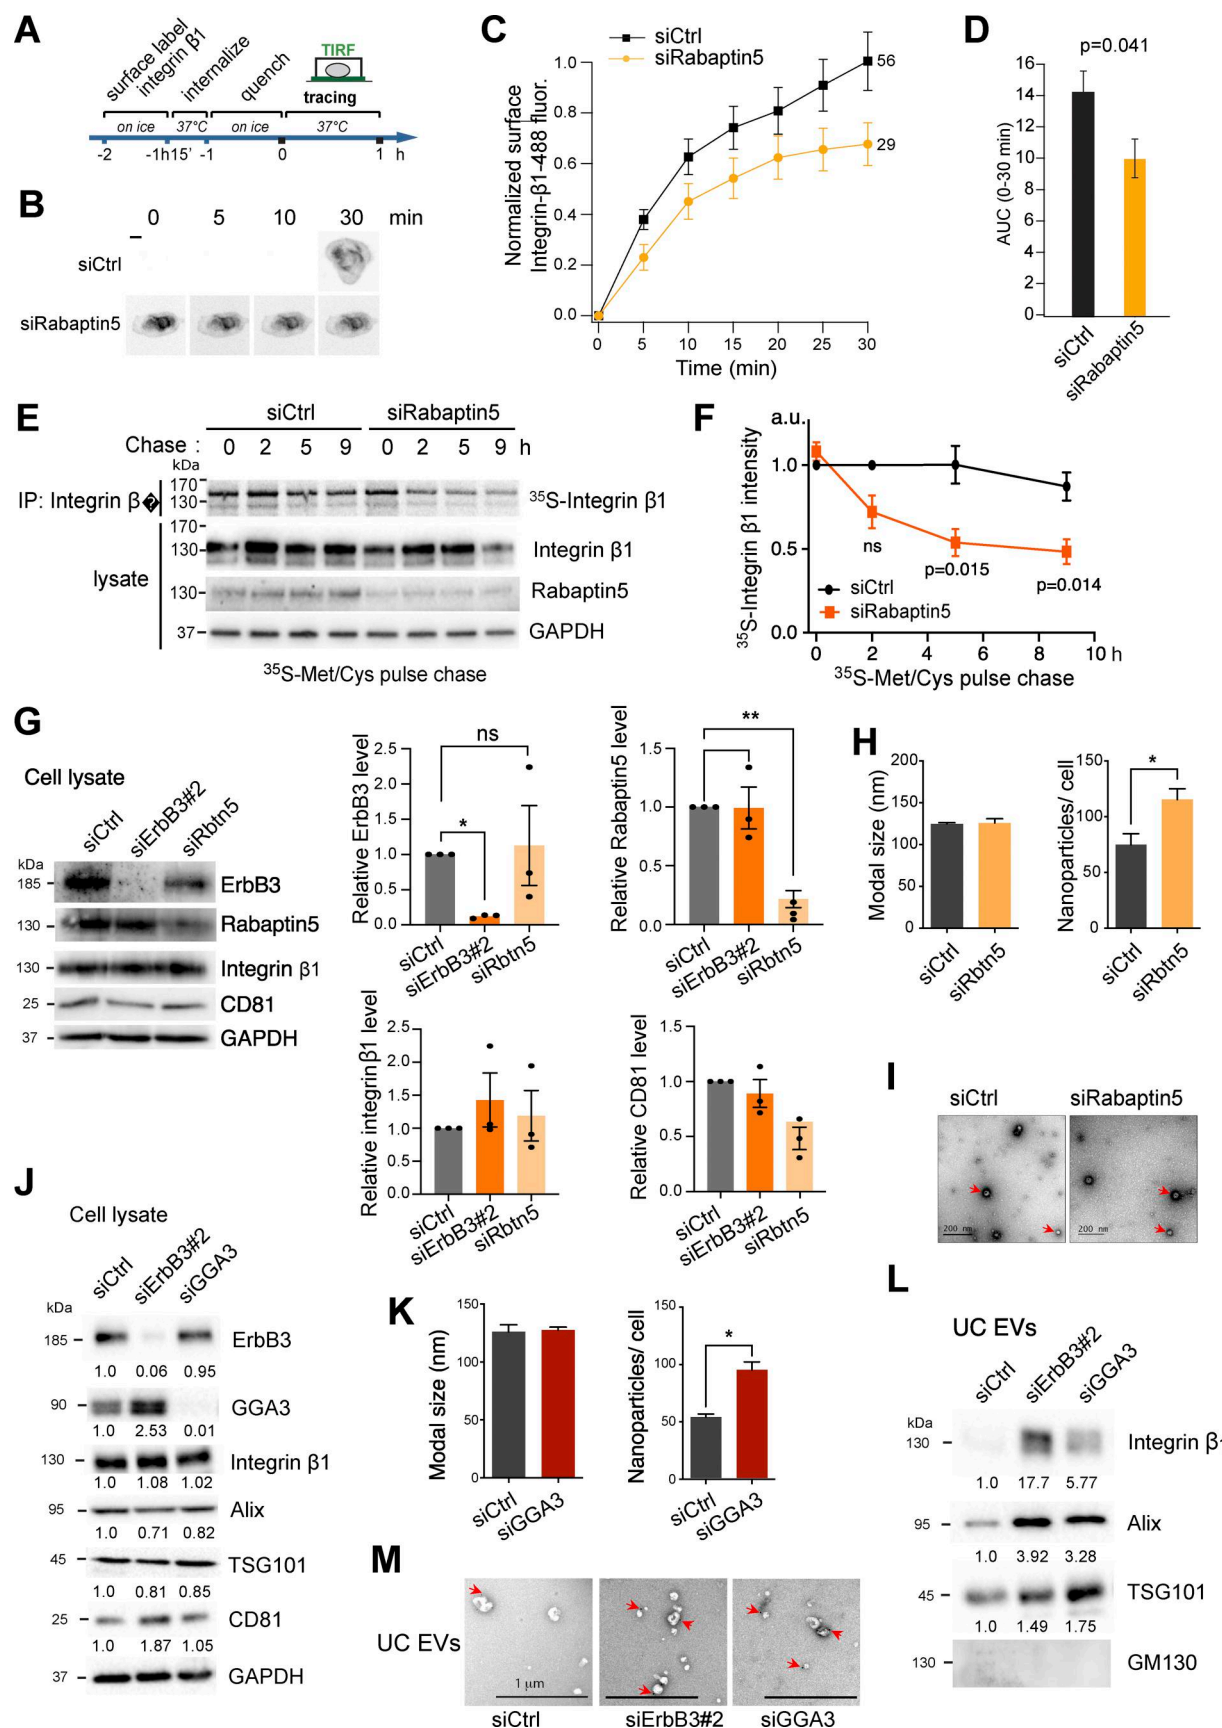 A
surface label
integrin β1
internalize
quench
TIRF
tracing
on ice
37°C
on ice
37°C
-2
-1h15'
-1
0
1
h
B
0 5 10 30 min
siCtrl
siRabaptin5
C
siCtrl
siRabaptin5
Normalized surface
Integrin-β1-488 fluor.
1.0
0.8
0.6
0.4
0.2
0.0
56
29
0 5 10 15 20 25 30
Time (min)
D
p=0.041
AUC (0-30 min)
16
14
12
10
8
6
4
2
0
siCtrl
siRabaptin5
E
siCtrl siRabaptin5
Chase : 0 2 5 9 0 2 5 9 h
kDa
170
130
IP: Integrin β�
35S-Integrin β1
170
130
Integrin β1
lysate
130
Rabaptin5
37
GAPDH
35S-Met/Cys pulse chase
F
a.u.
35S-Integrin β1 intensity
1.0
0.5
0.0
ns
p=0.015
p=0.014
siCtrl
siRabaptin5
0 2 4 6 8 10 h
35S-Met/Cys pulse chase
G
Cell lysate
siCtrl
siErbB3#2
siRbtn5
kDa
185 ErbB3
130 Rabaptin5
130 Integrin β1
25 CD81
37 GAPDH
Relative ErbB3 level
2.5
2.0
1.5
1.0
0.5
0.0
ns
*
siCtrl
siErbB3#2
siRbtn5
Relative Rabaptin5 level
1.5
1.0
0.5
0.0
**
siCtrl
siErbB3#2
siRbtn5
Relative integrinβ1 level
2.5
2.0
1.5
1.0
0.5
0.0
siCtrl
siErbB3#2
siRbtn5
Relative CD81 level
1.5
1.0
0.5
0.0
siCtrl
siErbB3#2
siRbtn5
H
Modal size (nm)
200
150
100
50
0
siCtrl
siRbtn5
Nanoparticles/ cell
150
100
50
0
*
siCtrl
siRbtn5
I
siCtrl siRabaptin5
200 nm
200 nm
J
Cell lysate
siCtrl
siErbB3#2
siGGA3
kDa
185 ErbB3
1.0 0.06 0.95
90 GGA3
1.0 2.53 0.01
130 Integrin β1
1.0 1.08 1.02
95 Alix
1.0 0.71 0.82
45 TSG101
1.0 0.81 0.85
25 CD81
1.0 1.87 1.05
37 GAPDH
K
Modal size (nm)
150
100
50
0
siCtrl
siGGA3
Nanoparticles/ cell
150
100
50
0
*
siCtrl
siGGA3
L
UC EVs
siCtrl
siErbB3#2
siGGA3
kDa
130 Integrin β1
1.0 17.7 5.77
95 Alix
1.0 3.92 3.28
45 TSG101
1.0 1.49 1.75
130 GM130
M
UC EVs
1 μm
siCtrl siErbB3#2 siGGA3